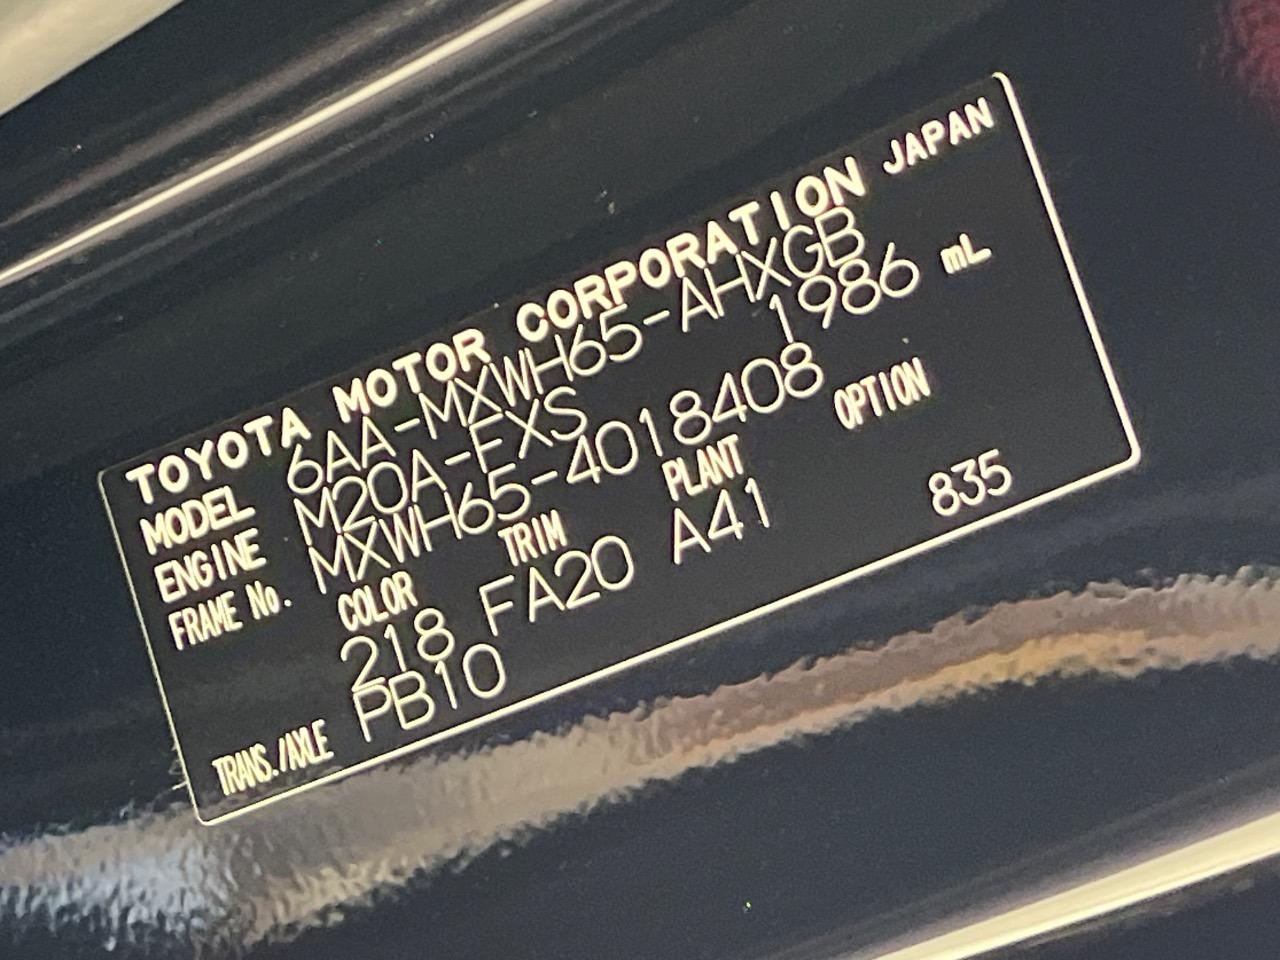 TOYOTA MOTOR CORPORATION JAPAN
MODEL 6AA-MXWH65-AHXGB
ENGINE M20A-FXS 1986 mL
FRAME No. MXWH65-4018408
COLOR TRIM PLANT OPTION
218 FA20 A41 835
TRANS./AXLE PB10